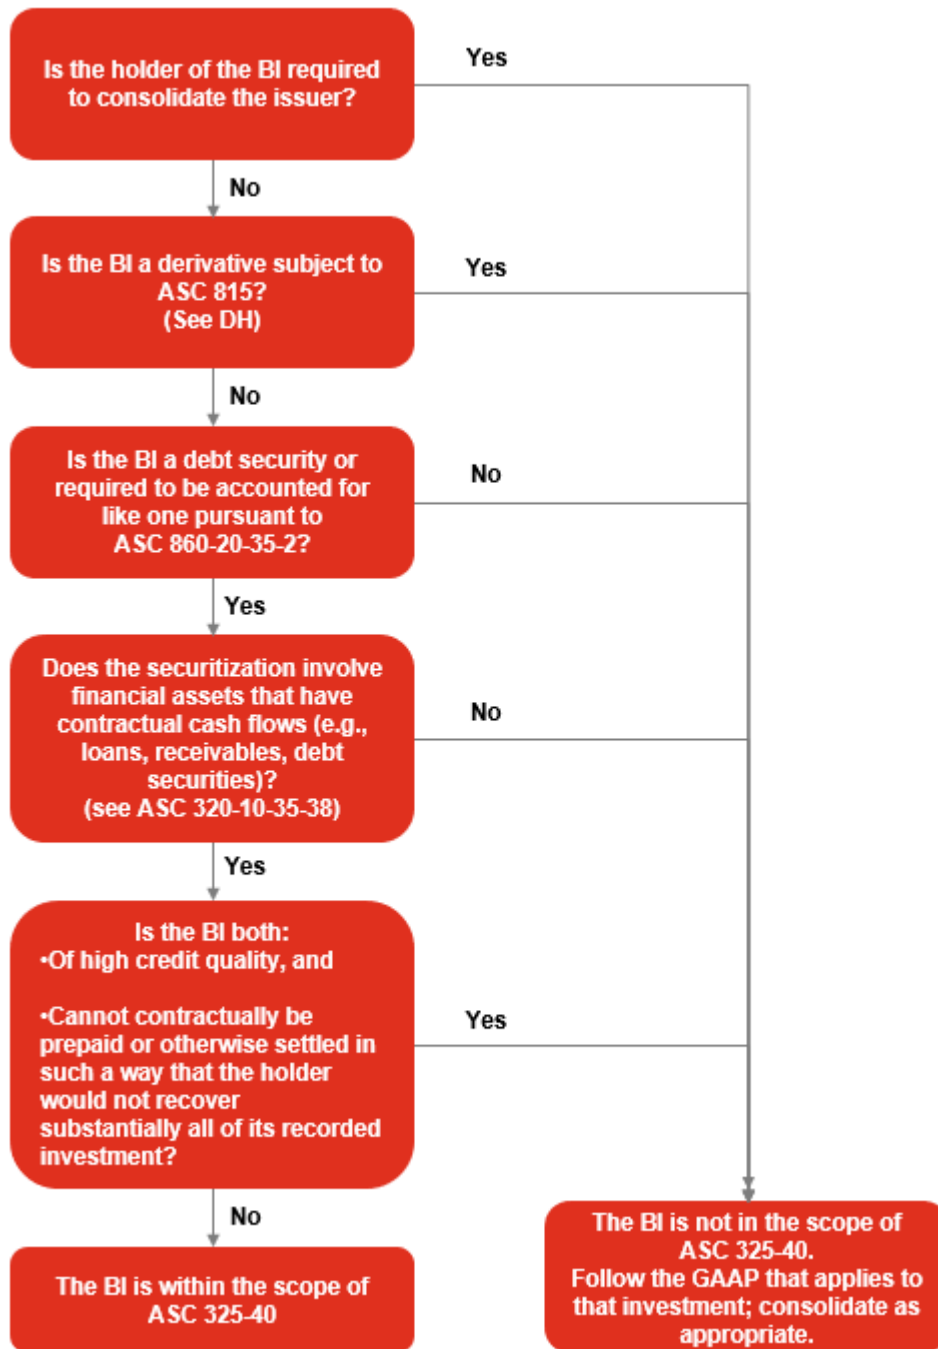 Is the holder of the BI required
to consolidate the issuer?
Yes
No
Is the BI a derivative subject to
ASC 815?
(See DH)
Yes
No
Is the BI a debt security or
required to be accounted for
like one pursuant to
ASC 860-20-35-2?
No
Yes
Does the securitization involve
financial assets that have
contractual cash flows (e.g.,
loans, receivables, debt
securities)?
(see ASC 320-10-35-38)
No
Yes
Is the BI both:
•Of high credit quality, and
•Cannot contractually be
prepaid or otherwise settled in
such a way that the holder
would not recover
substantially all of its recorded
investment?
Yes
No
The BI is within the scope of
ASC 325-40
The BI is not in the scope of
ASC 325-40.
Follow the GAAP that applies to
that investment; consolidate as
appropriate.